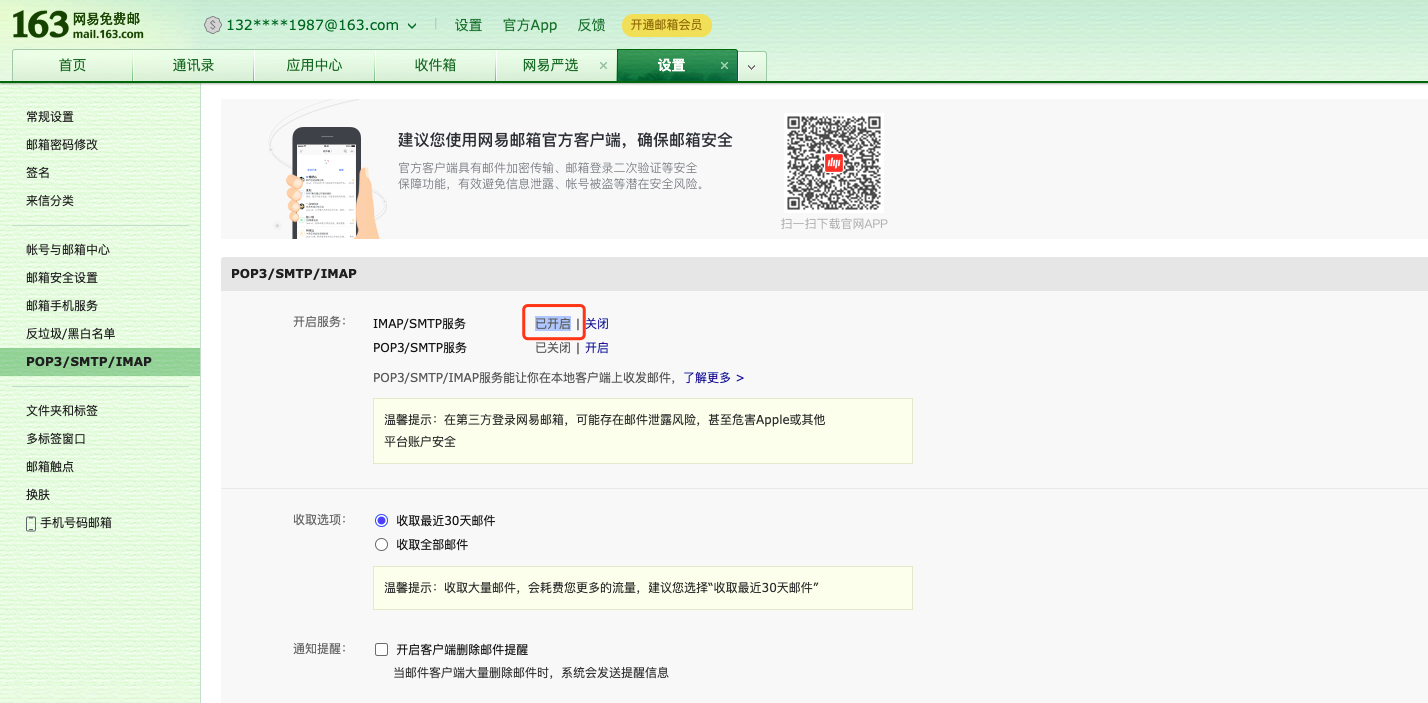 163 网易免费邮 mail.163.com
132****1987@163.com 设置 官方App 反馈 开通邮箱会员
首页 通讯录 应用中心 收件箱 网易严选 × 设置 ×
常规设置
邮箱密码修改
签名
来信分类
帐号与邮箱中心
邮箱安全设置
邮箱手机服务
反垃圾/黑白名单
POP3/SMTP/IMAP
文件夹和标签
多标签窗口
邮箱触点
换肤
手机号码邮箱
建议您使用网易邮箱官方客户端，确保邮箱安全
官方客户端具有邮件加密传输、邮箱登录二次验证等安全
保障功能，有效避免信息泄露、帐号被盗等潜在安全风险。
扫一扫下载官网APP
POP3/SMTP/IMAP
开启服务： IMAP/SMTP服务 已开启 | 关闭
POP3/SMTP服务 已关闭 | 开启
POP3/SMTP/IMAP服务能让你在本地客户端上收发邮件，了解更多 >
温馨提示：在第三方登录网易邮箱，可能存在邮件泄露风险，甚至危害Apple或其他
平台账户安全
收取选项： 收取最近30天邮件
收取全部邮件
温馨提示：收取大量邮件，会耗费您更多的流量，建议您选择“收取最近30天邮件”
通知提醒： 开启客户端删除邮件提醒
当邮件客户端大量删除邮件时，系统会发送提醒信息